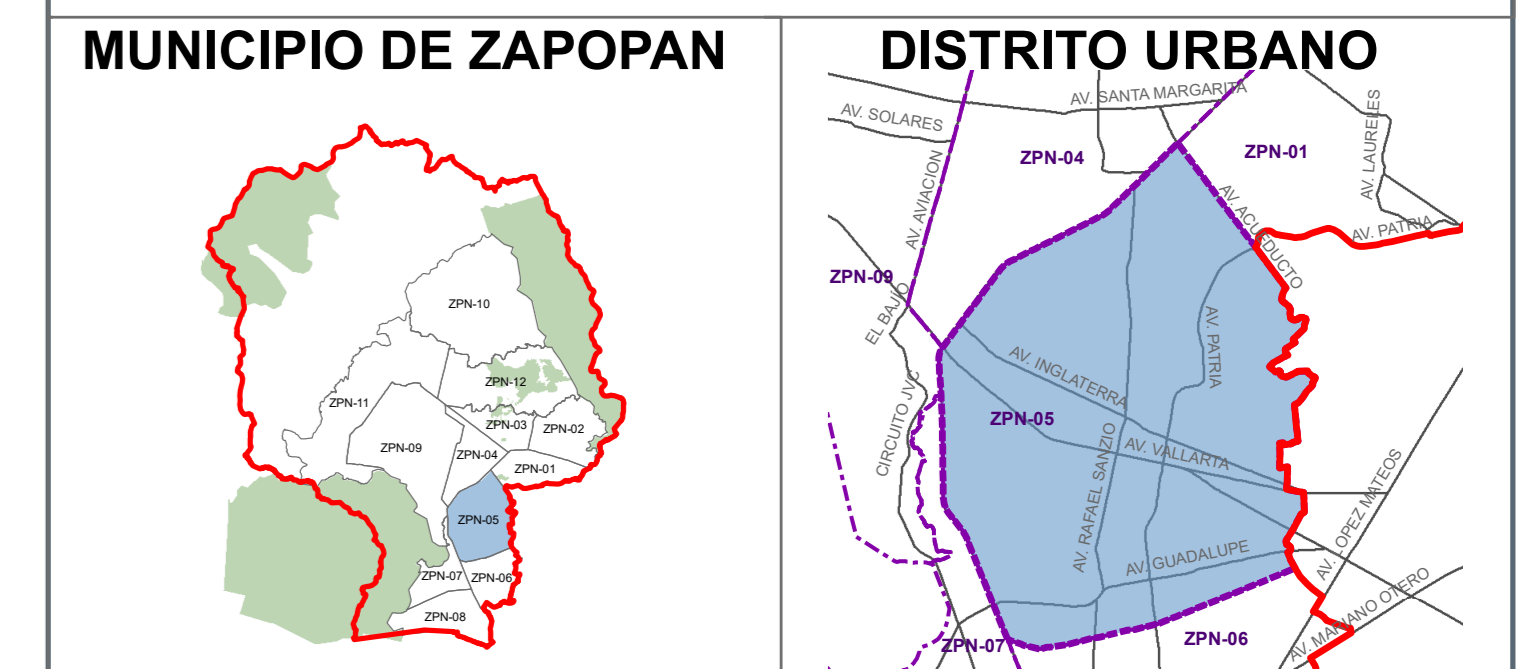 MUNICIPIO DE ZAPOPAN
ZPN-10
ZPN-12
ZPN-11
ZPN-03
ZPN-02
ZPN-09
ZPN-04
ZPN-01
ZPN-05
ZPN-07
ZPN-06
ZPN-08
DISTRITO URBANO
AV. SANTA MARGARITA
AV. SOLARES
AV. LAURELES
ZPN-04
ZPN-01
AV. AVIACION
AV. ACUEDUCTO
AV. PATRIA
ZPN-09
EL BAJÍO
AV. PATRIA
AV. INGLATERRA
CIRCUITO JVC
ZPN-05
AV. VALLARTA
AV. RAFAEL SANZIO
AV. LOPEZ MATEOS
AV. GUADALUPE
AV. MARIANO OTERO
ZPN-07
ZPN-06